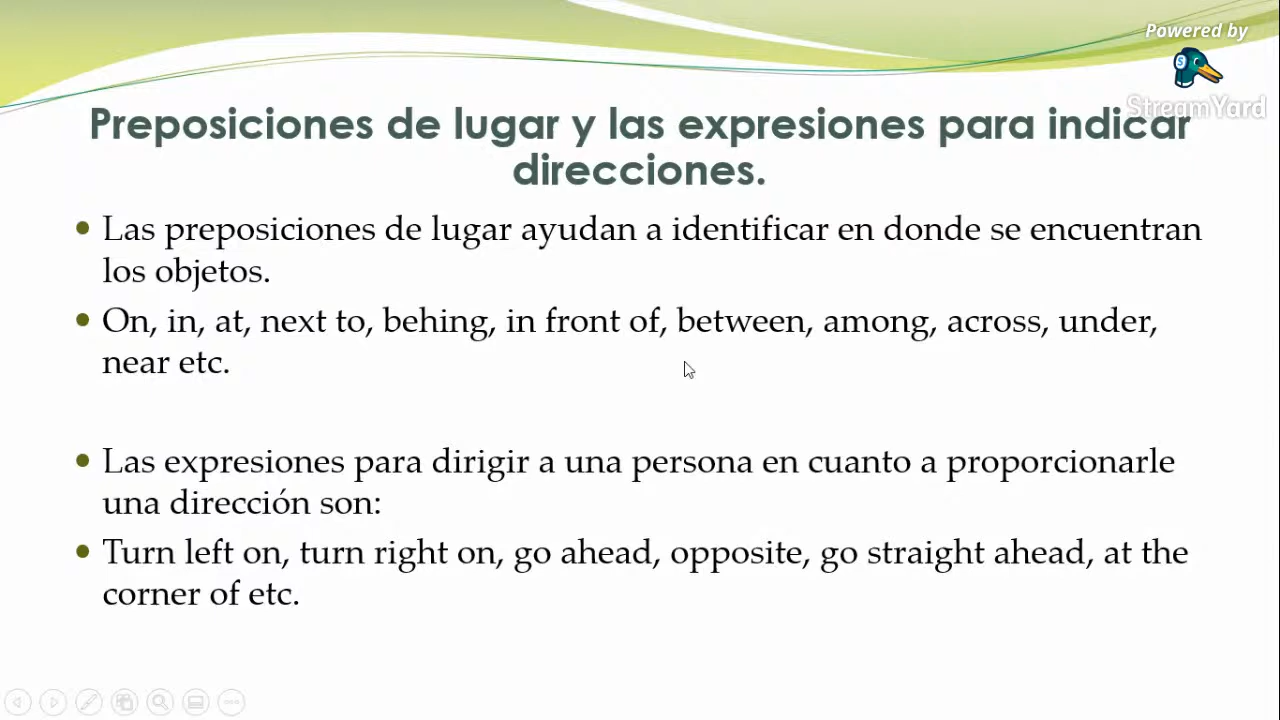 Powered by
StreamYard
Preposiciones de lugar y las expresiones para indicar
direcciones.
Las preposiciones de lugar ayudan a identificar en donde se encuentran
los objetos.
On, in, at, next to, behing, in front of, between, among, across, under,
near etc.
Las expresiones para dirigir a una persona en cuanto a proporcionarle
una dirección son:
Turn left on, turn right on, go ahead, opposite, go straight ahead, at the
corner of etc.